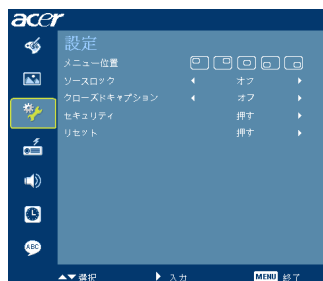 acer
設定
メニュー位置
ソースロック オフ
クローズドキャプション オフ
セキュリティ 押す
リセット 押す
ABC
選択 入力 MENU 終了